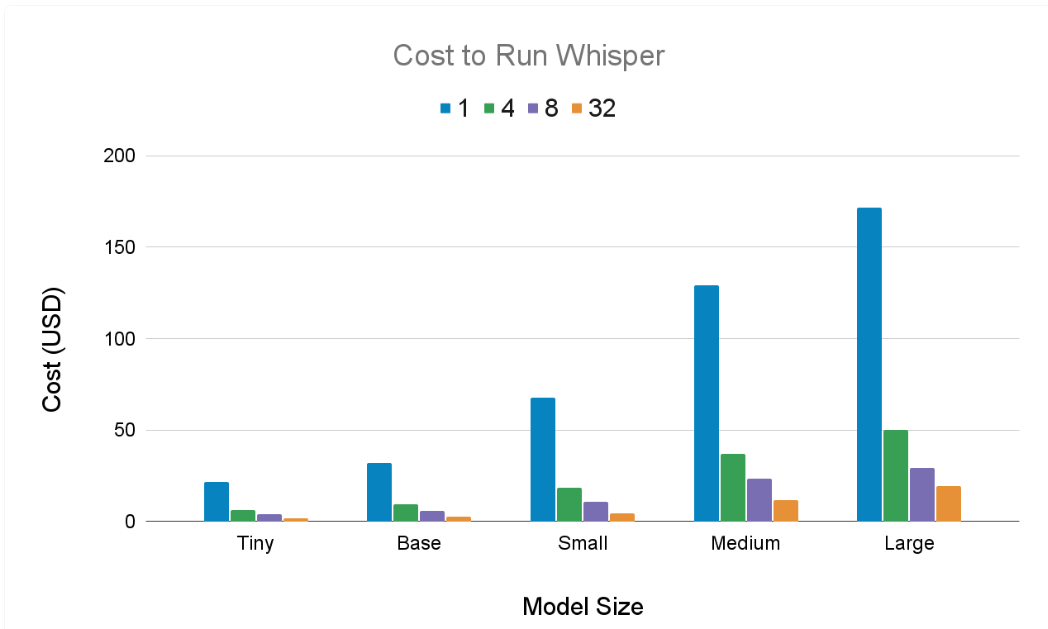 Cost to Run Whisper
1 4 8 32
200
150
100
50
0
Cost (USD)
Tiny Base Small Medium Large
Model Size